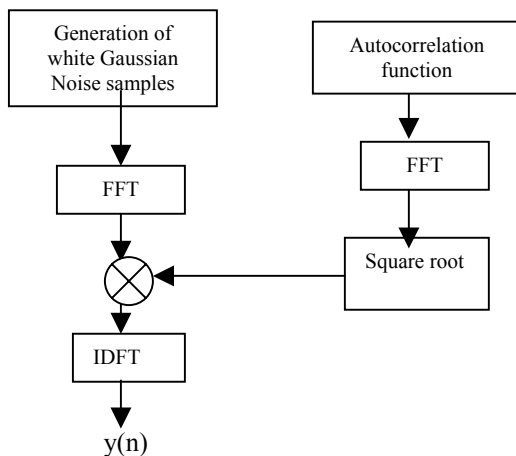 Generation of
white Gaussian
Noise samples
Autocorrelation
function
FFT
FFT
Square root
IDFT
y(n)